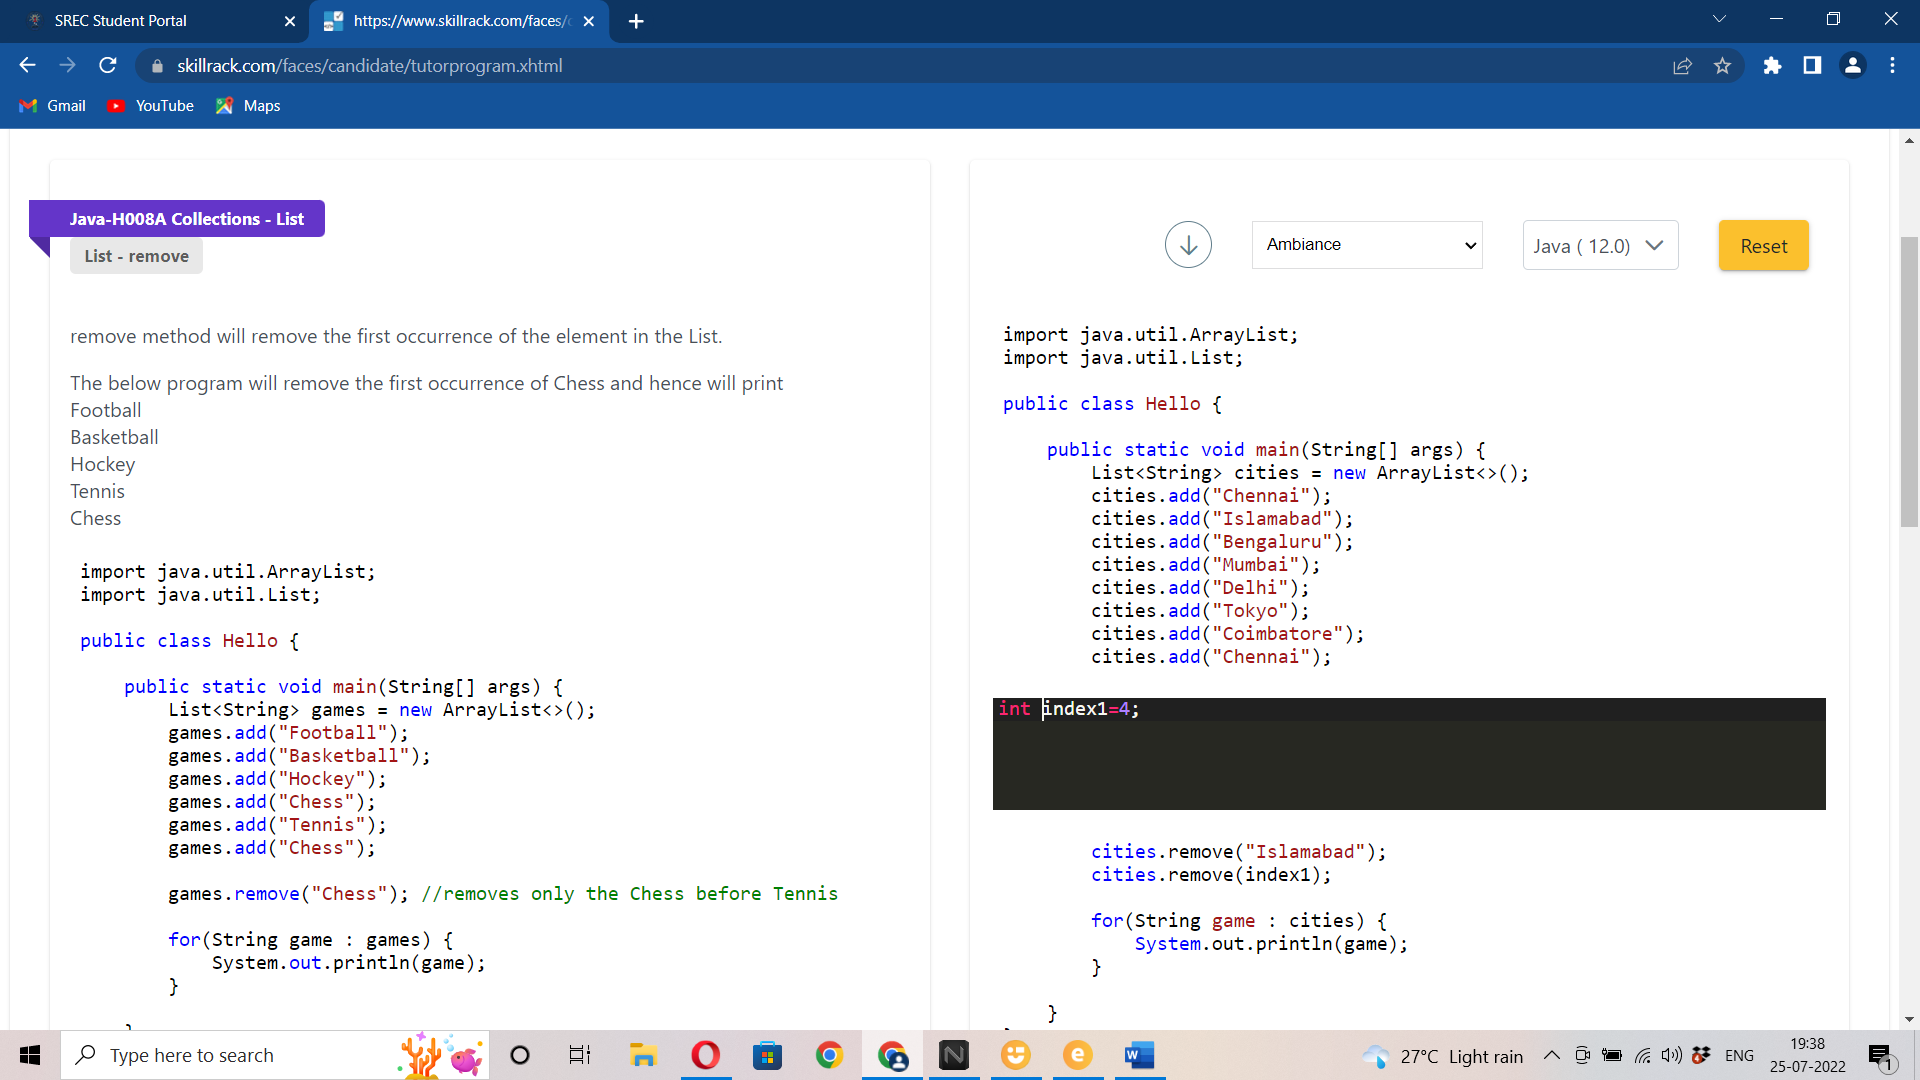 SREC Student Portal
https://www.skillrack.com/faces/
skillrack.com/faces/candidate/tutorprogram.xhtml
Gmail
YouTube
Maps
Java-H008A Collections - List
List - remove
remove method will remove the first occurrence of the element in the List.
The below program will remove the first occurrence of Chess and hence will print
Football
Basketball
Hockey
Tennis
Chess
import java.util.ArrayList;
import java.util.List;
public class Hello {
public static void main(String[] args) {
List<String> games = new ArrayList<>();
games.add("Football");
games.add("Basketball");
games.add("Hockey");
games.add("Chess");
games.add("Tennis");
games.add("Chess");
games.remove("Chess"); //removes only the Chess before Tennis
for(String game : games) {
System.out.println(game);
}
Ambiance
Java ( 12.0)
Reset
import java.util.ArrayList;
import java.util.List;
public class Hello {
public static void main(String[] args) {
List<String> cities = new ArrayList<>();
cities.add("Chennai");
cities.add("Islamabad");
cities.add("Bengaluru");
cities.add("Mumbai");
cities.add("Delhi");
cities.add("Tokyo");
cities.add("Coimbatore");
cities.add("Chennai");
int index1=4;
cities.remove("Islamabad");
cities.remove(index1);
for(String game : cities) {
System.out.println(game);
}
}
Type here to search
27°C Light rain
ENG
19:38
25-07-2022
1